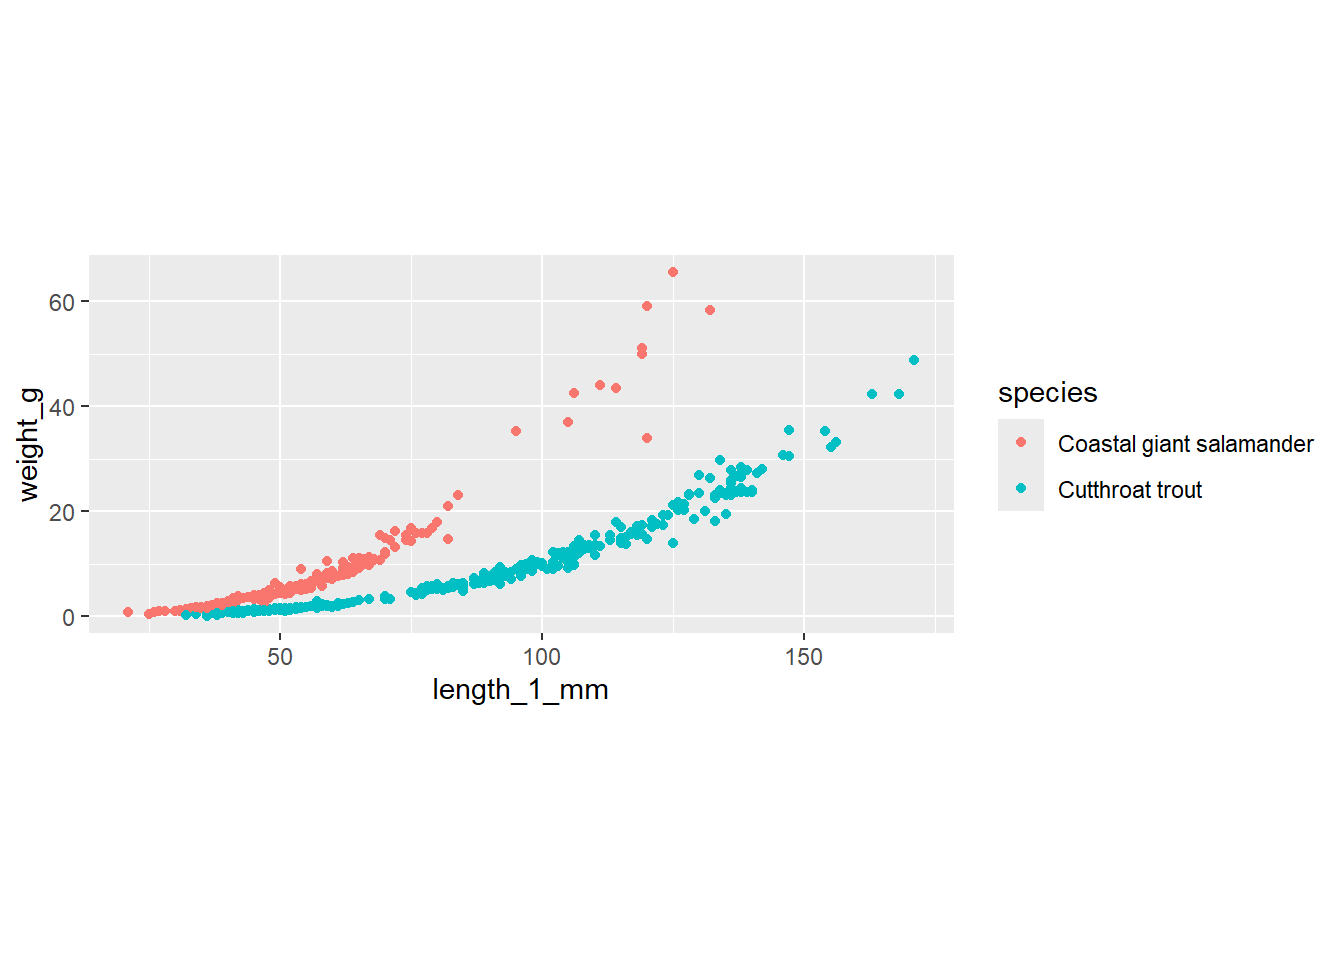 60
40
20
0
weight_g
50 100 150
length_1_mm
species
Coastal giant salamander
Cutthroat trout